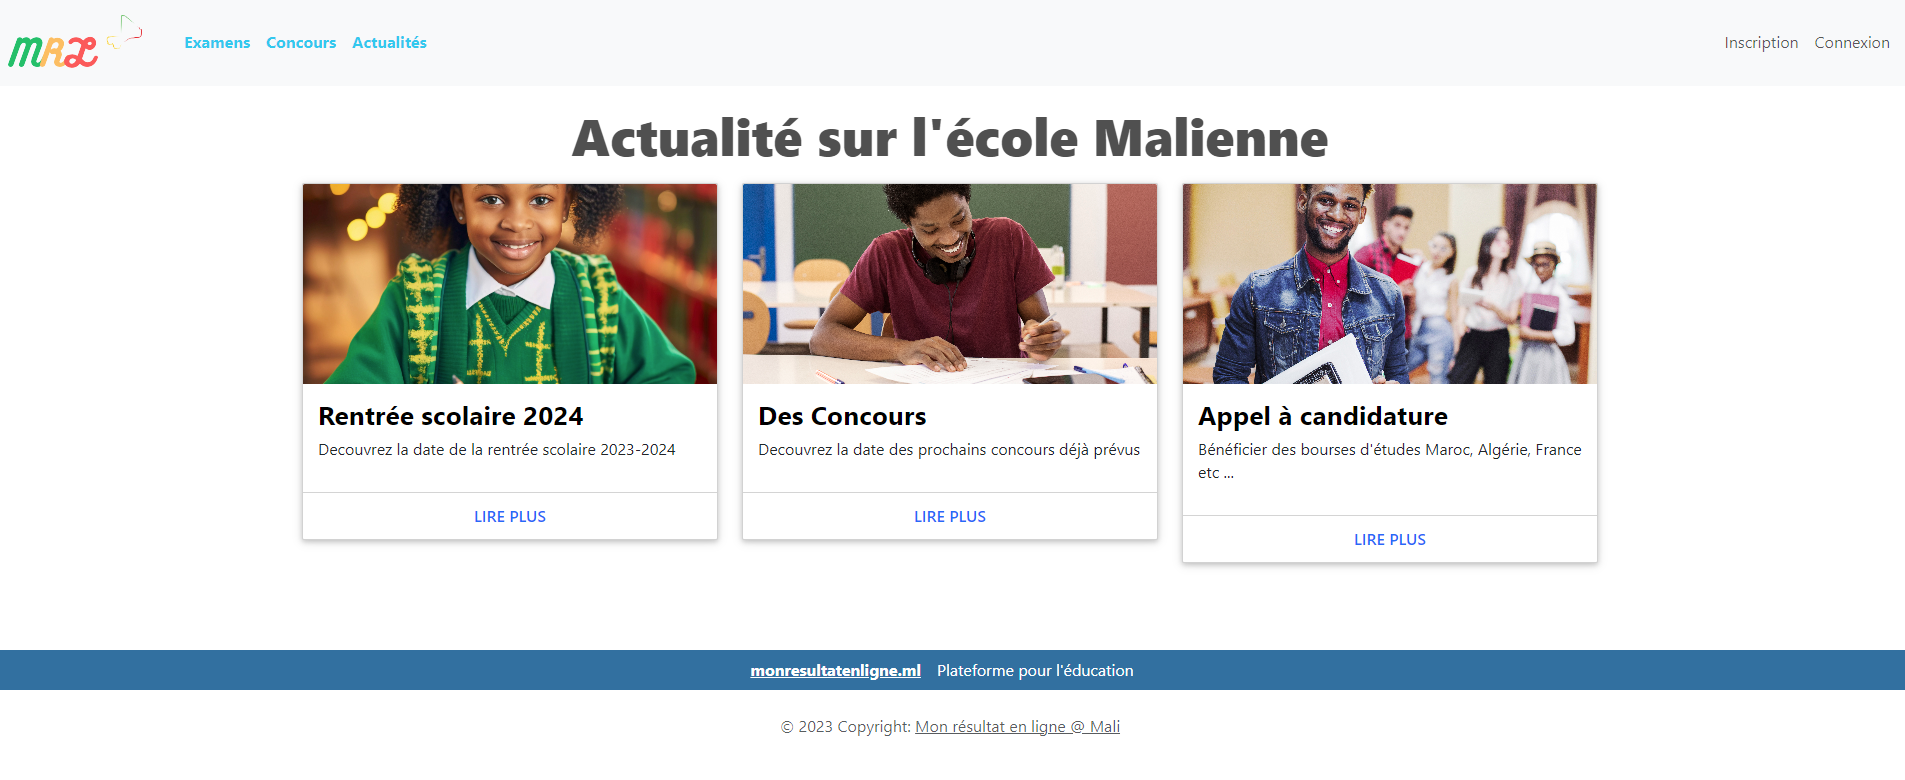 MRL
Examens Concours Actualités
Inscription Connexion
Actualité sur l'école Malienne
Rentrée scolaire 2024
Decouvrez la date de la rentrée scolaire 2023-2024
LIRE PLUS
Des Concours
Decouvrez la date des prochains concours déjà prévus
LIRE PLUS
Appel à candidature
Bénéficier des bourses d'études Maroc, Algérie, France
etc ...
LIRE PLUS
monresultatenligne.ml Plateforme pour l'éducation
© 2023 Copyright: Mon résultat en ligne @ Mali